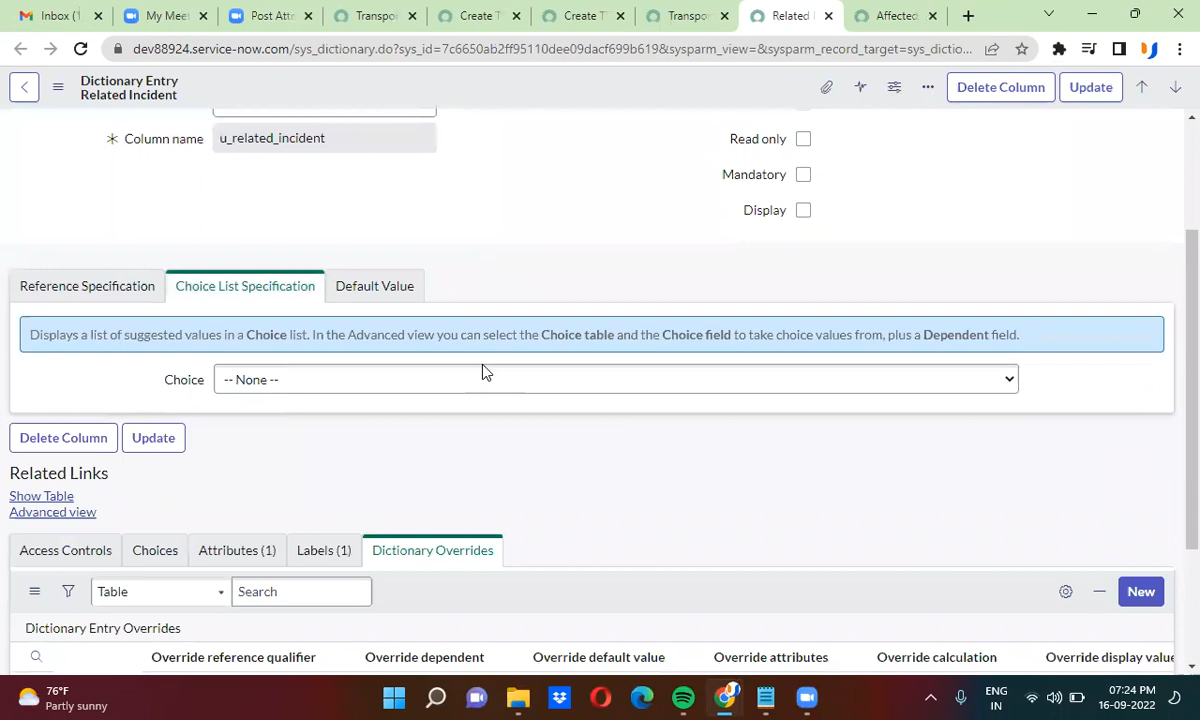 Inbox (1
My Meet
Post Att
Transpo
Create T
Create T
Transpo
Related I
Affected
dev88924.service-now.com/sys_dictionary.do?sys_id=7c6650ab2ff95110dee09dacf699b619&sysparm_view=&sysparm_record_target=sys_dictio...
Dictionary Entry
Related Incident
Delete Column
Update
Column name
u_related_incident
Read only
Mandatory
Display
Reference Specification
Choice List Specification
Default Value
Displays a list of suggested values in a Choice list. In the Advanced view you can select the Choice table and the Choice field to take choice values from, plus a Dependent field.
Choice
-- None --
Delete Column
Update
Related Links
Show Table
Advanced view
Access Controls
Choices
Attributes (1)
Labels (1)
Dictionary Overrides
Table
Search
New
Dictionary Entry Overrides
Override reference qualifier
Override dependent
Override default value
Override attributes
Override calculation
Override display value
76°F
Partly sunny
ENG
IN
07:24 PM
16-09-2022